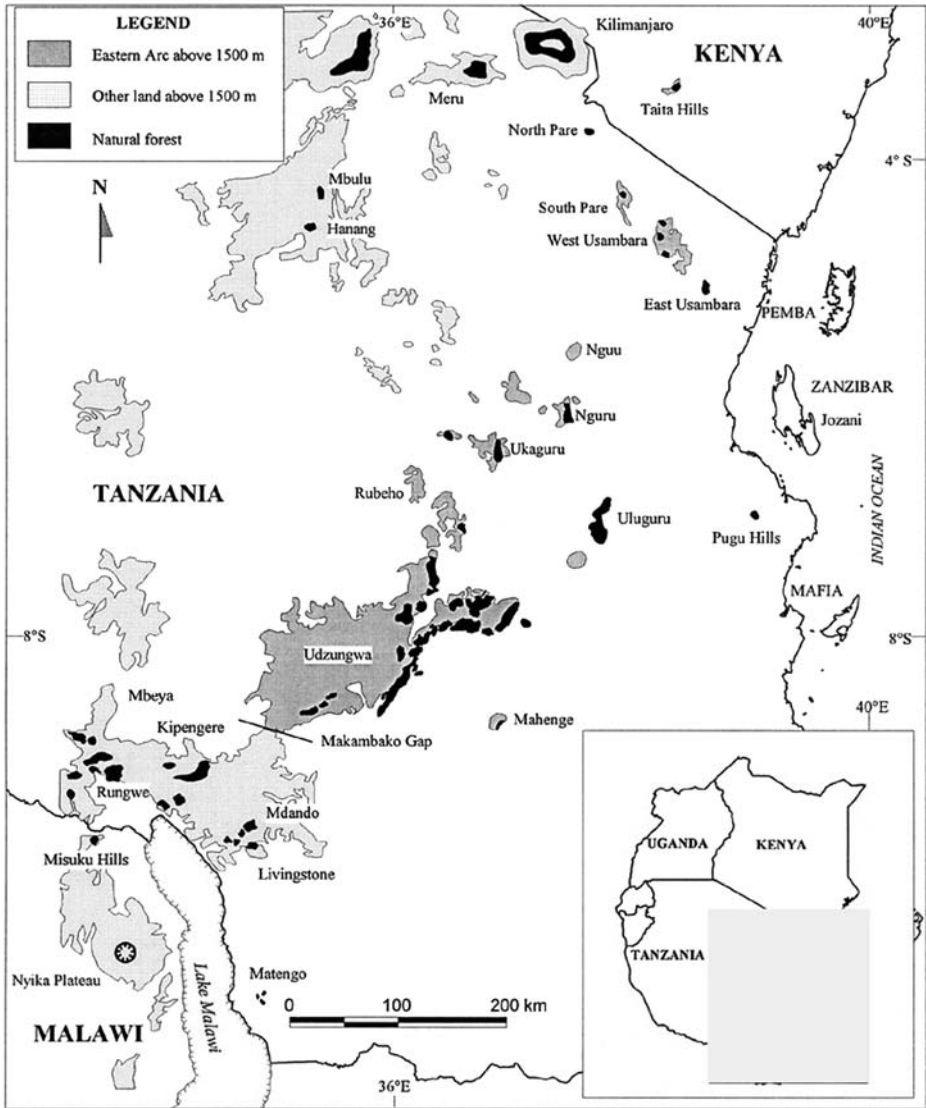 LEGEND
Eastern Arc above 1500 m
Other land above 1500 m
Natural forest
N
36°E
40°E
Kilimanjaro
KENYA
Meru
Taita Hills
North Pare
4° S
Mbulu
South Pare
Hanang
West Usambara
East Usambara
PEMBA
Nguu
ZANZIBAR
Nguru
Jozani
Ukaguru
TANZANIA
Rubeho
Uluguru
Pugu Hills
INDIAN OCEAN
MAFIA
8°S
8°S
Udzungwa
Mbeya
40°E
Kipengere
Mahenge
Makambako Gap
Rungwe
Mdando
Misuku Hills
Livingstone
UGANDA
KENYA
TANZANIA
Nyika Plateau
Lake Malawi
Matengo
0 100 200 km
MALAWI
36°E